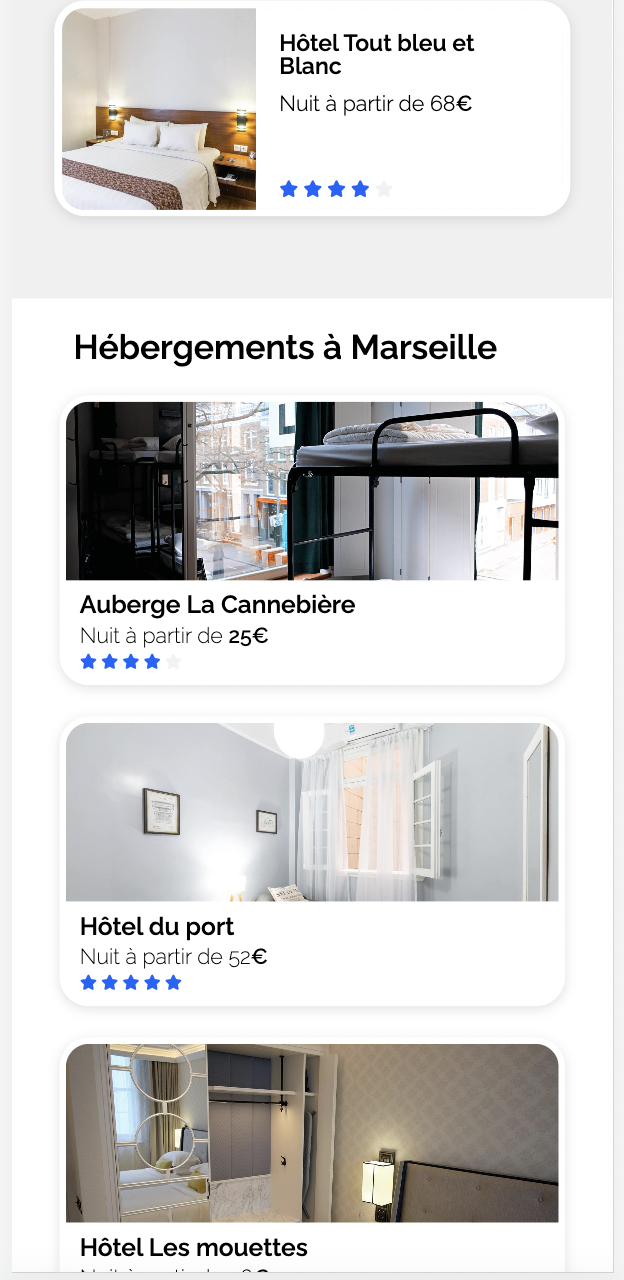 Hôtel Tout bleu et
Blanc
Nuit à partir de 68€
Hébergements à Marseille
Auberge La Cannebière
Nuit à partir de 25€
Hôtel du port
Nuit à partir de 52€
Hôtel Les mouettes